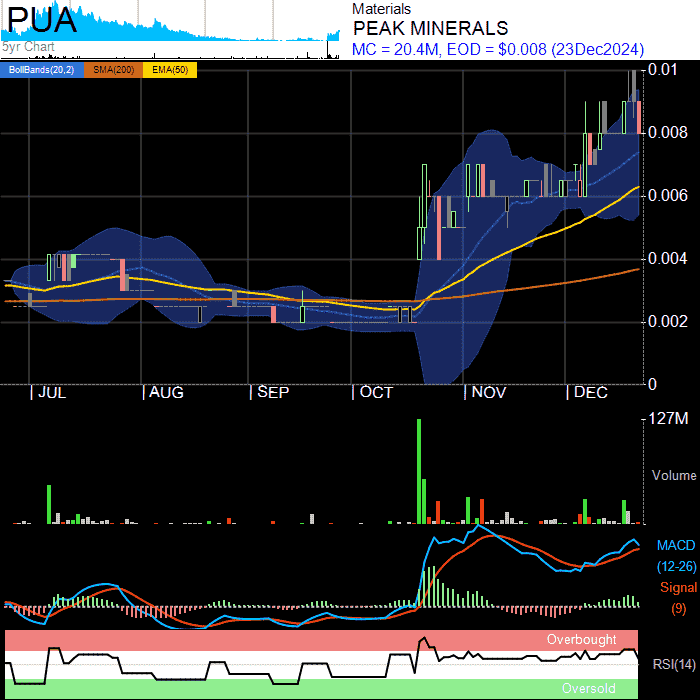 PUA
5yr Chart
Materials
PEAK MINERALS
MC = 20.4M, EOD = $0.008 (23Dec2024)
BollBands(20,2) SMA(200) EMA(50)
0.01
0.008
0.006
0.004
0.002
0
JUL AUG SEP OCT NOV DEC
127M
Volume
MACD
(12-26)
Signal
(9)
Overbought
RSI(14)
Oversold